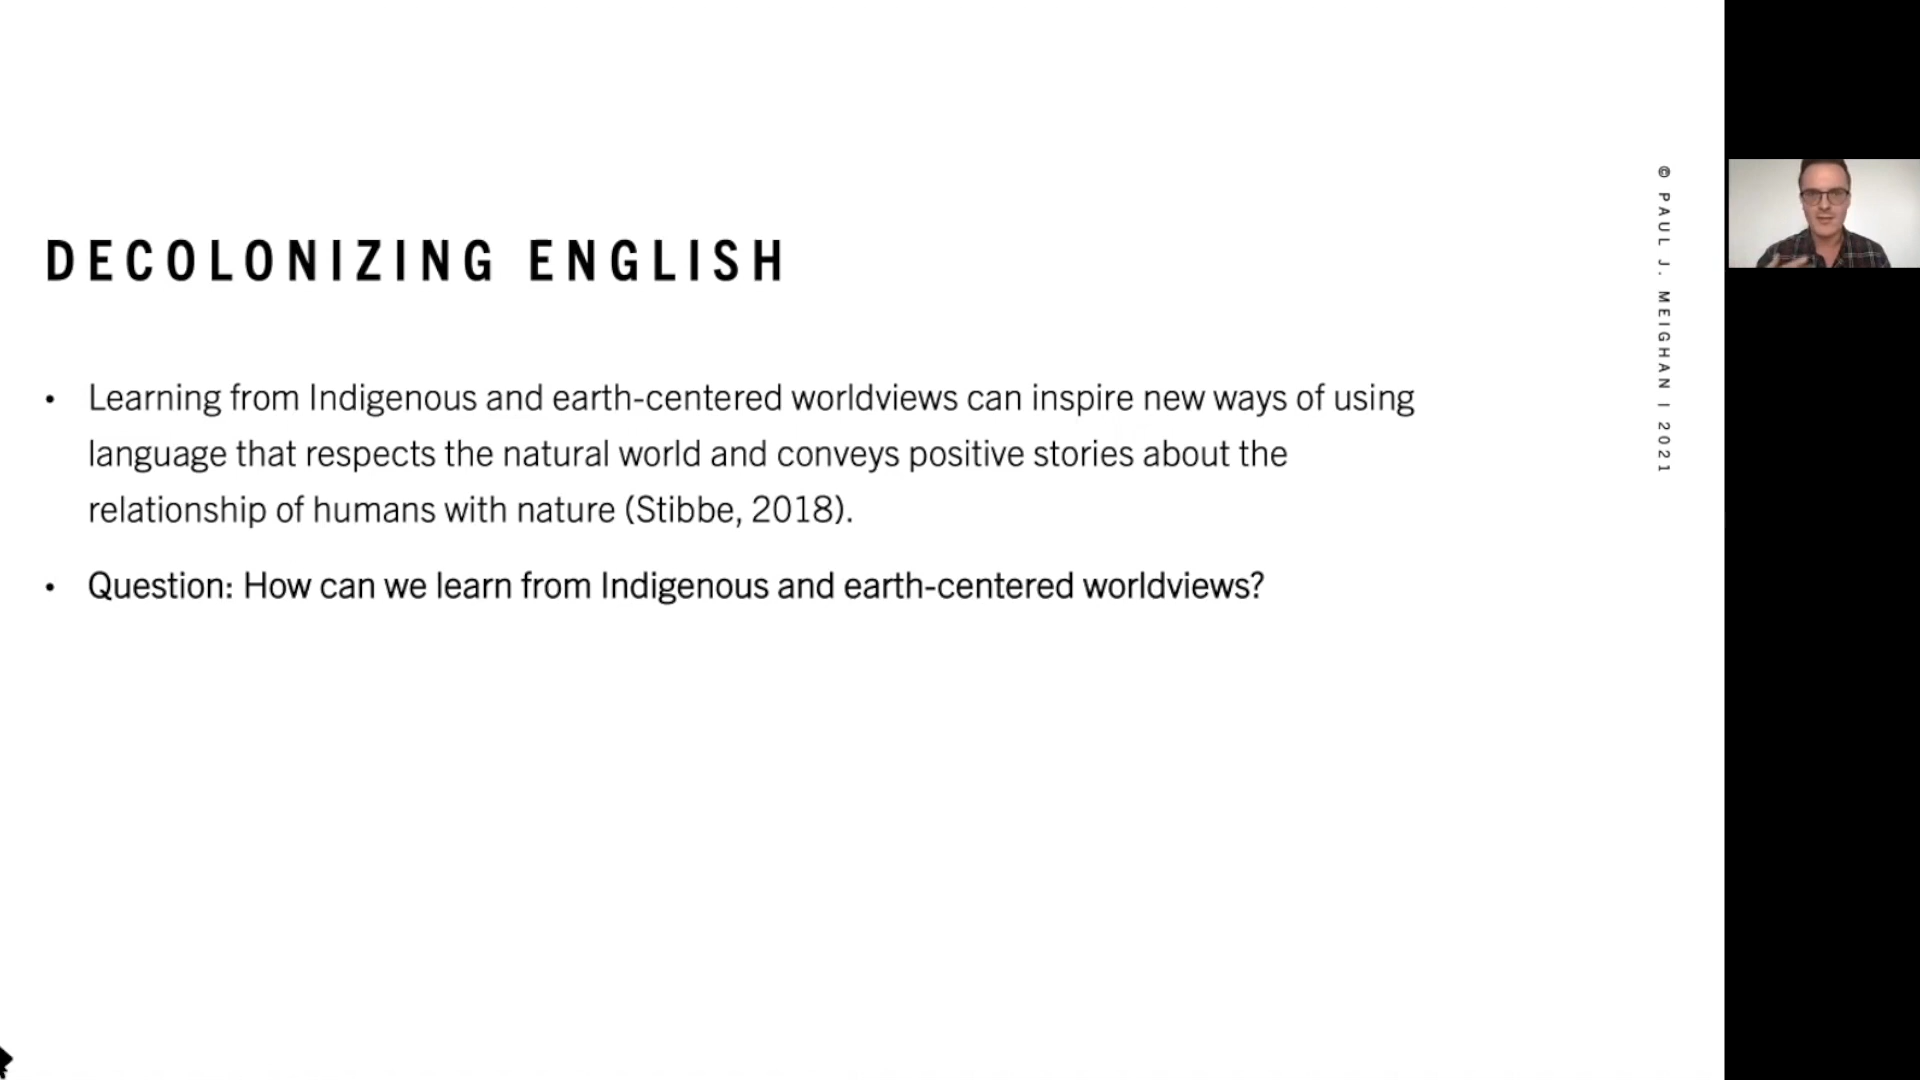 DECOLONIZING ENGLISH
• Learning from Indigenous and earth-centered worldviews can inspire new ways of using
language that respects the natural world and conveys positive stories about the
relationship of humans with nature (Stibbe, 2018).
• Question: How can we learn from Indigenous and earth-centered worldviews?
© PAUL J. MEIGHAN | 2021